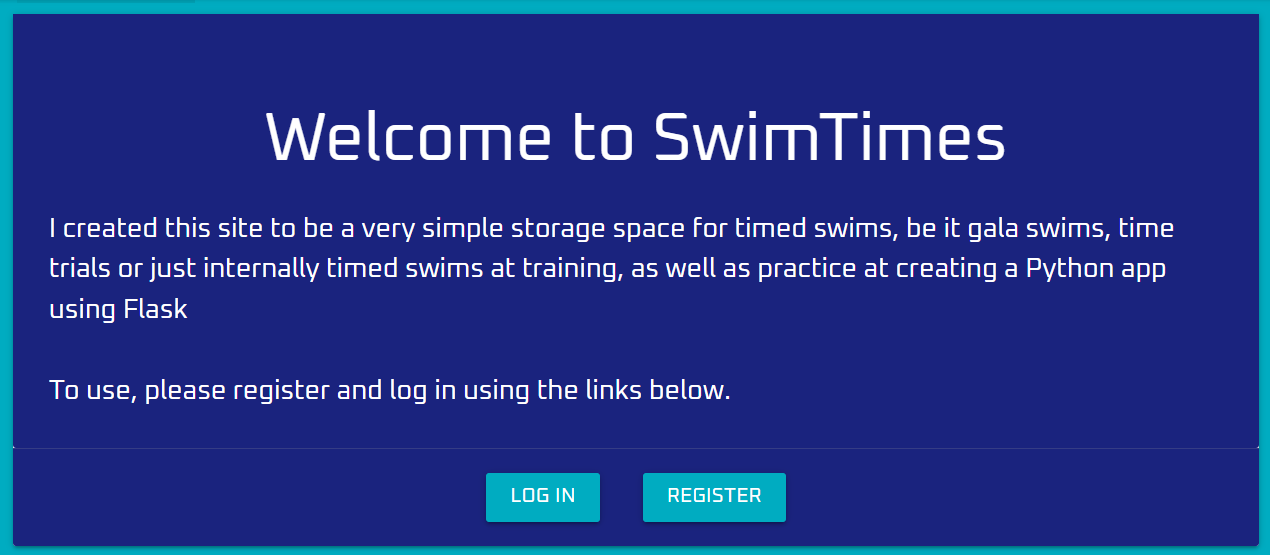 Welcome to SwimTimes
I created this site to be a very simple storage space for timed swims, be it gala swims, time
trials or just internally timed swims at training, as well as practice at creating a Python app
using Flask
To use, please register and log in using the links below.
LOG IN REGISTER